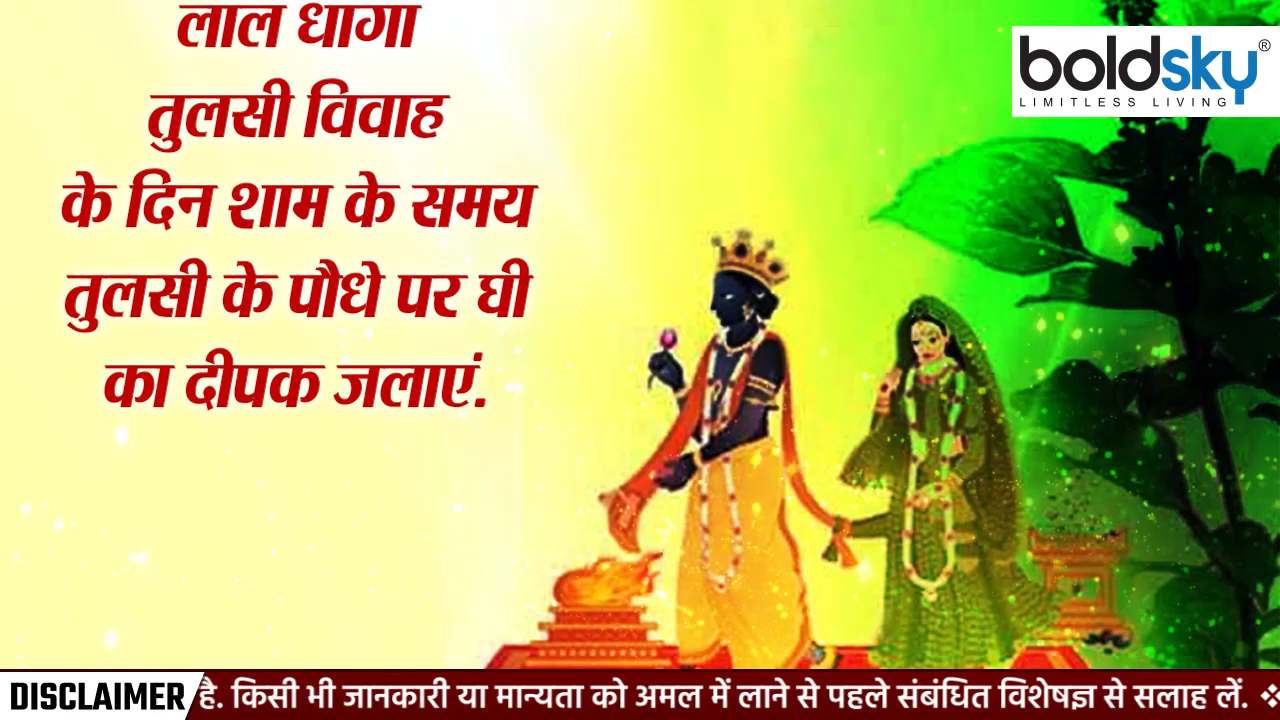 लाल धागा
तुलसी विवाह
के दिन शाम के समय
तुलसी के पौधे पर घी
का दीपक जलाएं.
boldsky®
LIMITLESS LIVING
DISCLAIMER
है. किसी भी जानकारी या मान्यता को अमल में लाने से पहले संबंधित विशेषज्ञ से सलाह लें. ❖